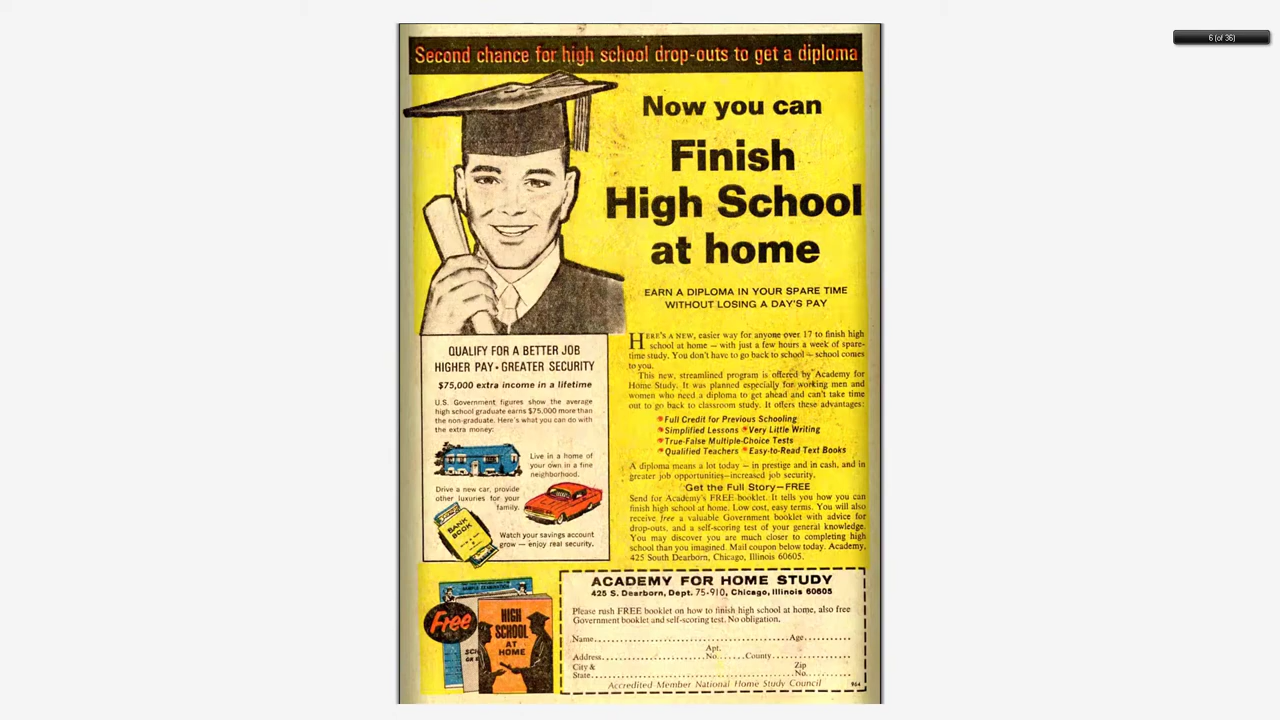 6 (of 36)
Second chance for high school drop-outs to get a diploma
Now you can
Finish
High School
at home
EARN A DIPLOMA IN YOUR SPARE TIME
WITHOUT LOSING A DAY'S PAY
HERE'S A NEW, easier way for anyone over 17 to finish high
school at home — with just a few hours a week of spare-
time study. You don't have to go back to school — school comes
to you.
This new, streamlined program is offered by Academy for
Home Study. It was planned especially for working men and
women who need a diploma to get ahead and can't take time
out to go back to classroom study. It offers these advantages:
Full Credit for Previous Schooling
Simplified Lessons * Very Little Writing
True-False Multiple-Choice Tests
Qualified Teachers * Easy-to-Read Text Books
A diploma means a lot today — in prestige and in cash, and in
greater job opportunities—increased job security.
Get the Full Story—FREE
Send for Academy's FREE booklet. It tells you how you can
finish high school at home. Low cost, easy terms. You will also
receive free a valuable Government booklet with advice for
drop-outs, and a self-scoring test of your general knowledge.
You may discover you are much closer to completing high
school than you imagined. Mail coupon below today. Academy,
425 South Dearborn, Chicago, Illinois 60605.
QUALIFY FOR A BETTER JOB
HIGHER PAY • GREATER SECURITY
$75,000 extra income in a lifetime
U.S. Government figures show the average
high school graduate earns $75,000 more than
the non-graduate. Here's what you can do with
the extra money:
Live in a home of
your own in a fine
neighborhood.
Drive a new car, provide
other luxuries for your
family.
BANK
BOOK
Watch your savings account
grow — enjoy real security.
Free
HIGH
SCHOOL
AT
HOME
ACADEMY FOR HOME STUDY
425 S. Dearborn, Dept. 75-910, Chicago, Illinois 60605
Please rush FREE booklet on how to finish high school at home, also free
Government booklet and self-scoring test. No obligation.
Name Age
Apt.
Address No. County
City & Zip
State No.
Accredited Member National Home Study Council 964